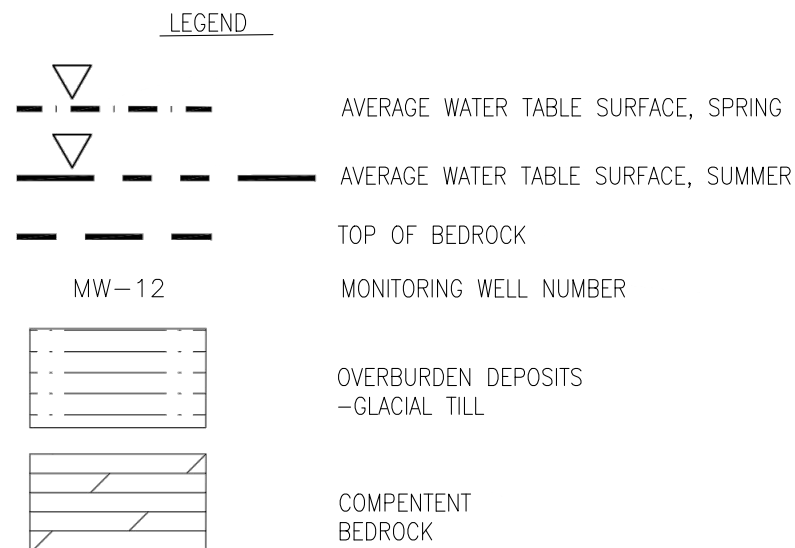 LEGEND
AVERAGE WATER TABLE SURFACE, SPRING
AVERAGE WATER TABLE SURFACE, SUMMER
TOP OF BEDROCK
MW-12 MONITORING WELL NUMBER
OVERBURDEN DEPOSITS
-GLACIAL TILL
COMPENTENT
BEDROCK